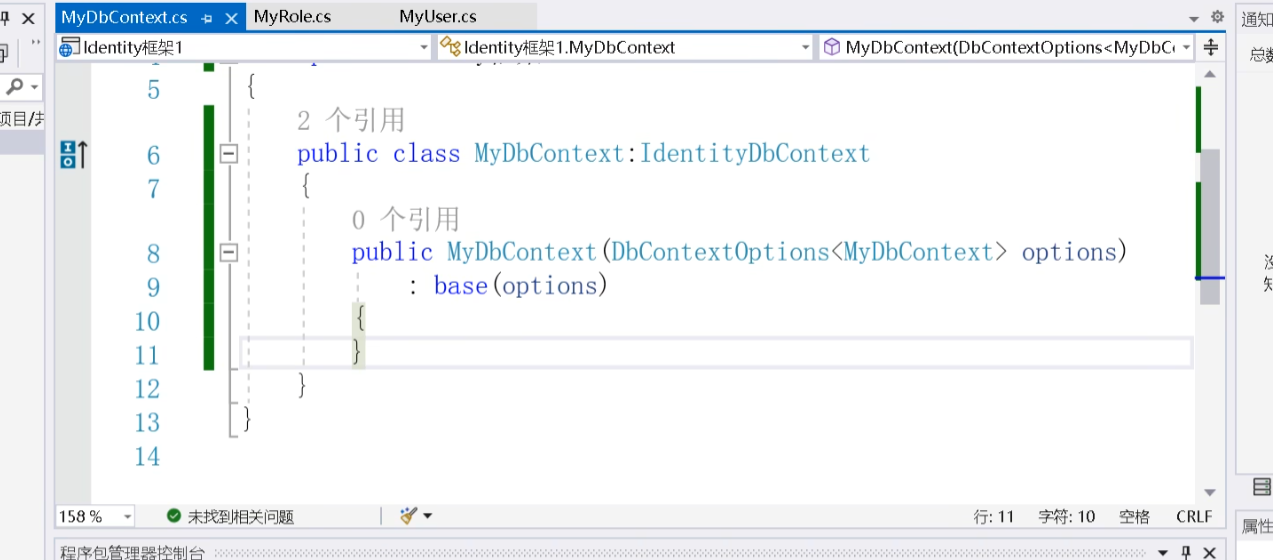 MyDbContext.cs MyRole.cs MyUser.cs
通知
Identity框架1 Identity框架1.MyDbContext MyDbContext(DbContextOptions<MyDbC
总数
项目/
5 {
2 个引用
6 public class MyDbContext:IdentityDbContext
7 {
0 个引用
8 public MyDbContext(DbContextOptions<MyDbContext> options)
9 : base(options)
10 {
11 }
12 }
13 }
14
158 % 未找到相关问题 行: 11 字符: 10 空格 CRLF
属性
程序包管理器控制台